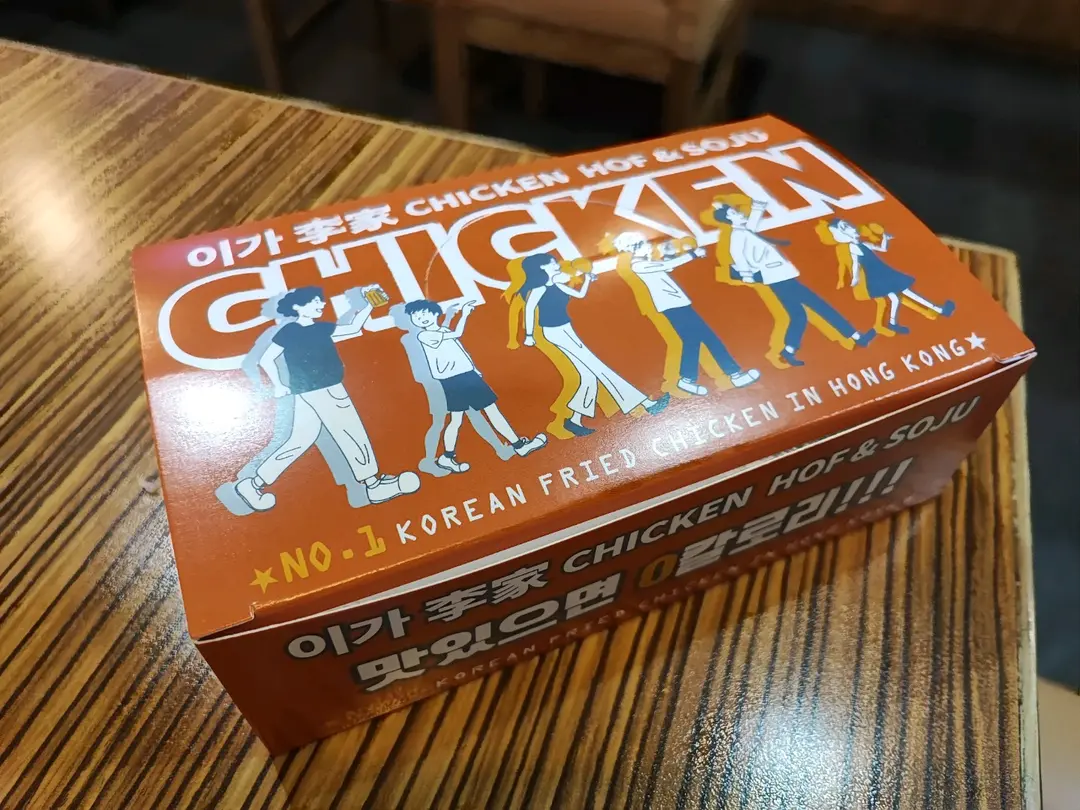 이가 李家 CHICKEN HOF & SOJU
CHICKEN
★NO.1 KOREAN FRIED CHICKEN IN HONG KONG★
이가 李家 CHICKEN HOF & SOJU
맛있으면 0칼로리!!!
KOREAN FRIED CHICKEN